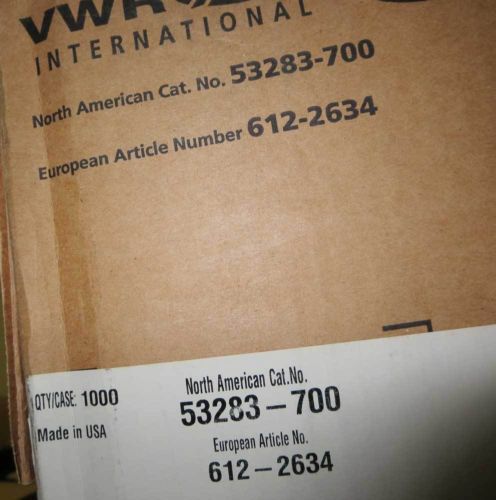 VWR
INTERNATIONAL
North American Cat. No. 53283-700
European Article Number 612-2634
QTY/CASE: 1000
Made in USA
North American Cat.No.
53283-700
European Article No.
612-2634